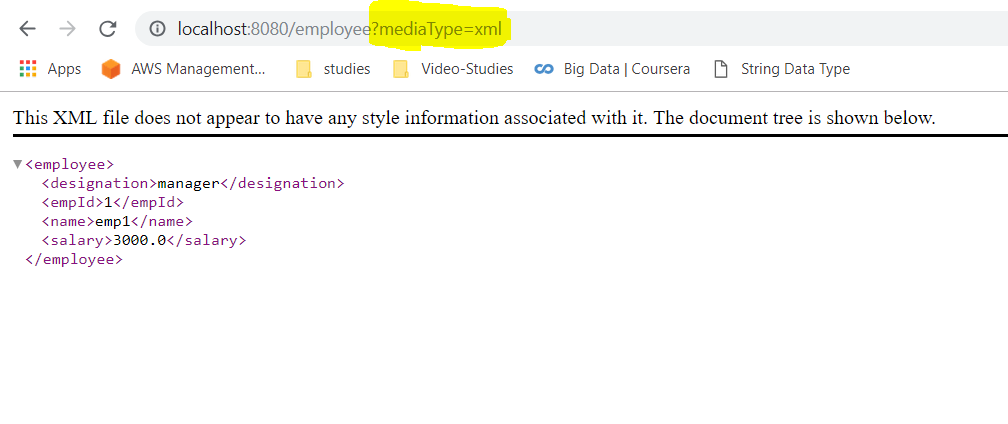 localhost:8080/employee?mediaType=xml
Apps AWS Management... studies Video-Studies Big Data | Coursera String Data Type
This XML file does not appear to have any style information associated with it. The document tree is shown below.
▼<employee>
<designation>manager</designation>
<empId>1</empId>
<name>emp1</name>
<salary>3000.0</salary>
</employee>